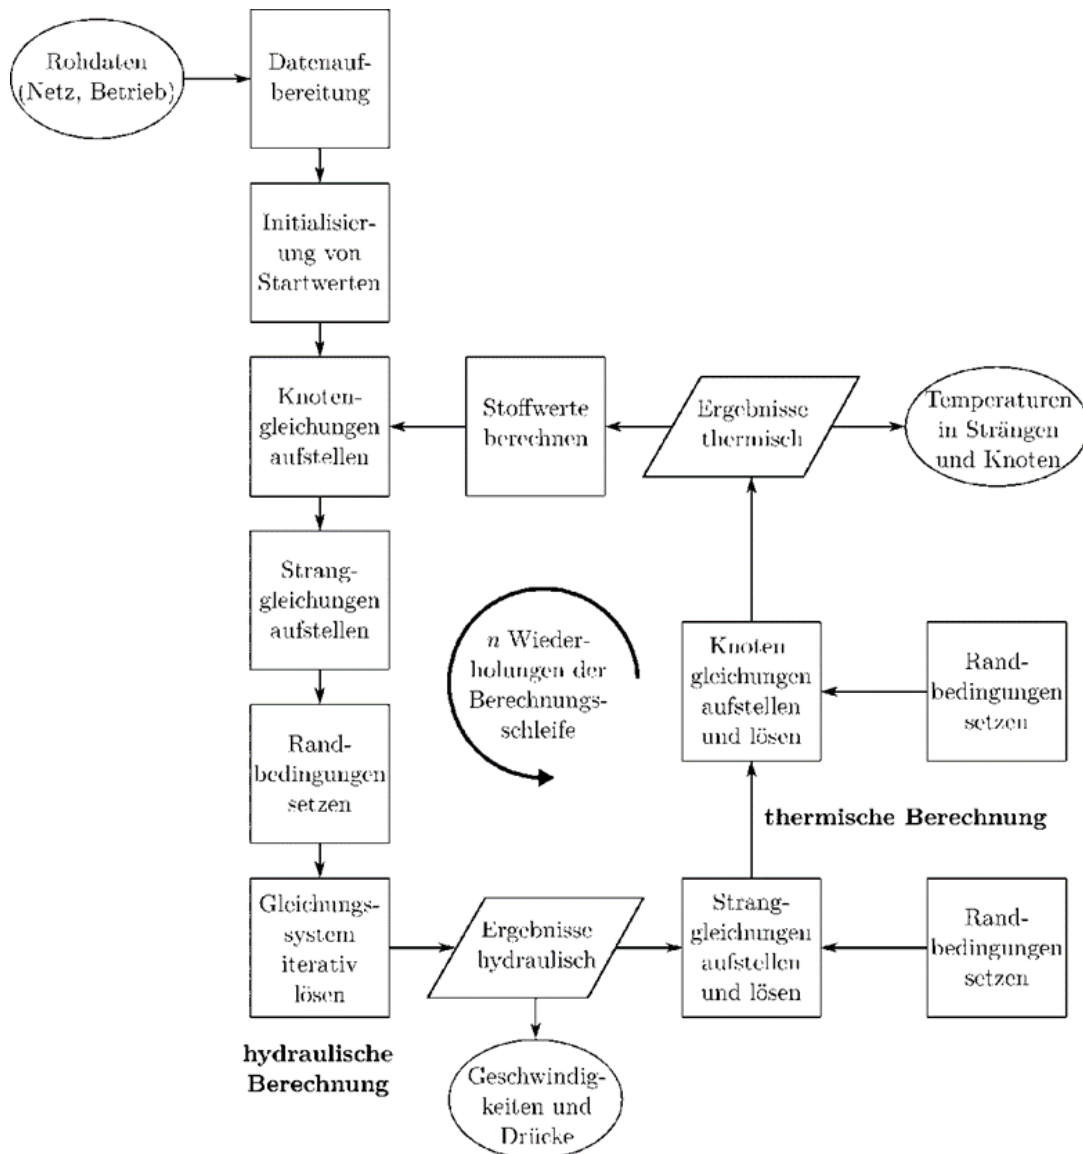 Rohdaten
(Netz, Betrieb)
Datenauf-
bereitung
Initialisier-
ung von
Startwerten
Knoten-
gleichungen
aufstellen
Stoffwerte
berechnen
Ergebnisse
thermisch
Temperaturen
in Strängen
und Knoten
Strang-
gleichungen
aufstellen
n Wieder-
holungen der
Berechnungs-
schleife
Knoten
gleichungen
aufstellen
und lösen
Rand-
bedingungen
setzen
Rand-
bedingungen
setzen
thermische Berechnung
Gleichungs-
system
iterativ
lösen
Ergebnisse
hydraulisch
Strang-
gleichungen
aufstellen
und lösen
Rand-
bedingungen
setzen
hydraulische
Berechnung
Geschwindig-
keiten und
Drücke